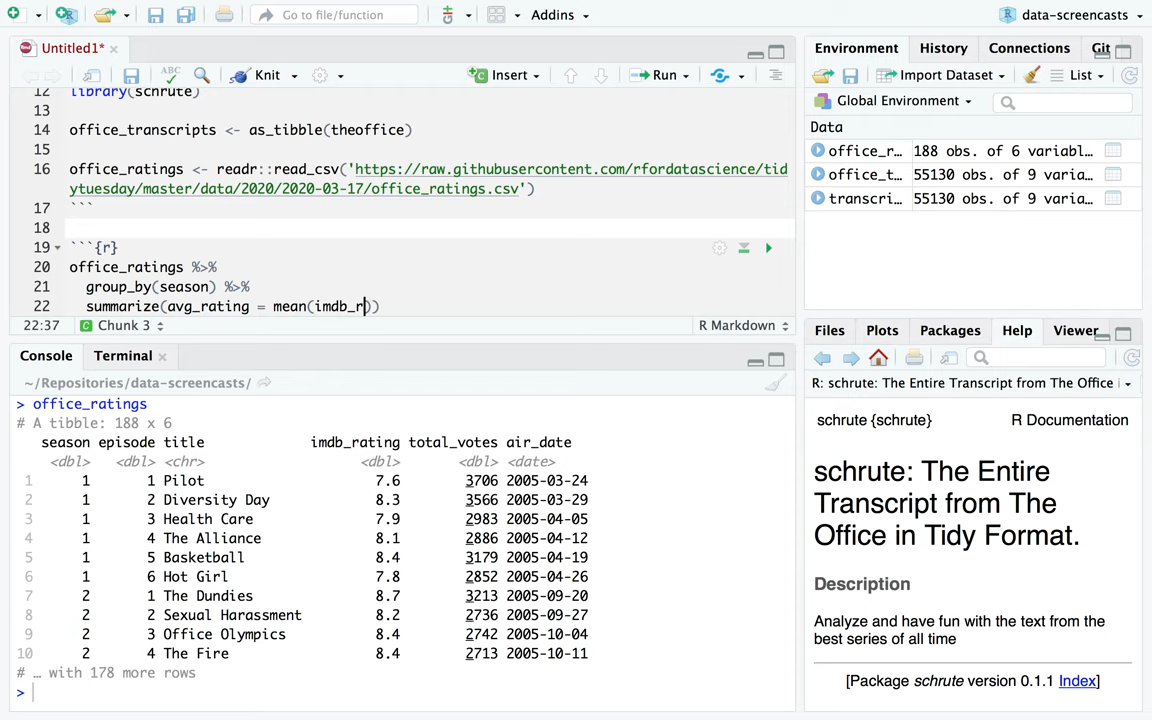 Go to file/function
Addins
data-screencasts
Untitled1*
ABC
Knit
Insert
Run
12 library(schrute)
13
14 office_transcripts <- as_tibble(theoffice)
15
16 office_ratings <- readr::read_csv('https://raw.githubusercontent.com/rfordatascience/tid
ytuesday/master/data/2020/2020-03-17/office_ratings.csv')
17 ```
18
19 ```{r}
20 office_ratings %>%
21 group_by(season) %>%
22 summarize(avg_rating = mean(imdb_r))
22:37 Chunk 3 R Markdown
Console Terminal
~/Repositories/data-screencasts/
> office_ratings
# A tibble: 188 x 6
season episode title imdb_rating total_votes air_date
<dbl> <dbl> <chr> <dbl> <dbl> <date>
1 1 1 Pilot 7.6 3706 2005-03-24
2 1 2 Diversity Day 8.3 3566 2005-03-29
3 1 3 Health Care 7.9 2983 2005-04-05
4 1 4 The Alliance 8.1 2886 2005-04-12
5 1 5 Basketball 8.4 3179 2005-04-19
6 1 6 Hot Girl 7.8 2852 2005-04-26
7 2 1 The Dundies 8.7 3213 2005-09-20
8 2 2 Sexual Harassment 8.2 2736 2005-09-27
9 2 3 Office Olympics 8.4 2742 2005-10-04
10 2 4 The Fire 8.4 2713 2005-10-11
# … with 178 more rows
>
Environment History Connections Git
Import Dataset List
Global Environment
Data
office_r… 188 obs. of 6 variabl…
office_t… 55130 obs. of 9 varia…
transcri… 55130 obs. of 9 varia…
Files Plots Packages Help Viewer
R: schrute: The Entire Transcript from The Office
schrute {schrute} R Documentation
schrute: The Entire
Transcript from The
Office in Tidy Format.
Description
Analyze and have fun with the text from the
best series of all time
[Package schrute version 0.1.1 Index]